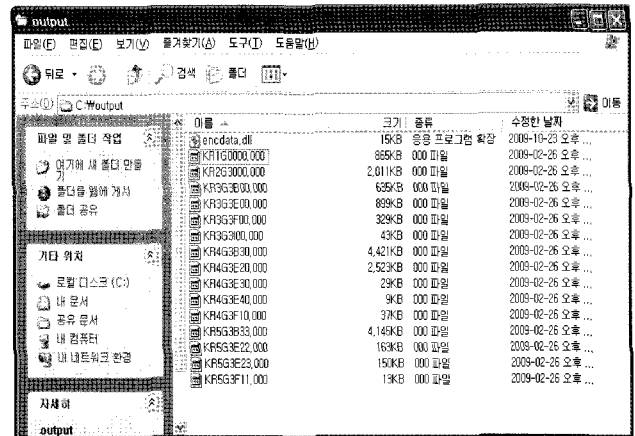 output
파일(F) 편집(E) 보기(V) 즐겨찾기(A) 도구(T) 도움말(H)
뒤로 검색 폴더
주소(D) C:\output 이동
파일 및 폴더 작업
여기에 새 폴더 만들기
폴더를 웹에 게시
폴더 공유
기타 위치
로컬 디스크 (C:)
내 문서
공유 문서
내 컴퓨터
내 네트워크 환경
자세히
output
이름 크기 종류 수정한 날짜
encdata.dll 15KB 응용 프로그램 확장 2009-10-23 오후 ...
KR1G0000.000 865KB 000 파일 2009-02-26 오후 ...
KR2G3000.000 2,011KB 000 파일 2009-02-26 오후 ...
KR3G3B00.000 635KB 000 파일 2009-02-26 오후 ...
KR3G3E00.000 899KB 000 파일 2009-02-26 오후 ...
KR3G3F00.000 329KB 000 파일 2009-02-26 오후 ...
KR3G3I00.000 43KB 000 파일 2009-02-26 오후 ...
KR4G3B30.000 4,421KB 000 파일 2009-02-26 오후 ...
KR4G3E20.000 2,523KB 000 파일 2009-02-26 오후 ...
KR4G3E30.000 29KB 000 파일 2009-02-26 오후 ...
KR4G3E40.000 9KB 000 파일 2009-02-26 오후 ...
KR4G3F10.000 37KB 000 파일 2009-02-26 오후 ...
KR5G3B33.000 4,145KB 000 파일 2009-02-26 오후 ...
KR5G3E22.000 163KB 000 파일 2009-02-26 오후 ...
KR5G3E23.000 150KB 000 파일 2009-02-26 오후 ...
KR5G3F11.000 13KB 000 파일 2009-02-26 오후 ...